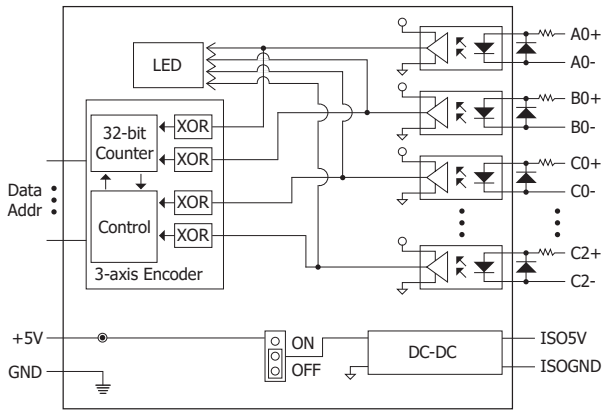 LED
A0+
A0-
B0+
B0-
C0+
C0-
C2+
C2-
32-bit
Counter
XOR
XOR
Data
Addr
Control
XOR
XOR
3-axis Encoder
+5V
GND
ON
OFF
DC-DC
ISO5V
ISOGND